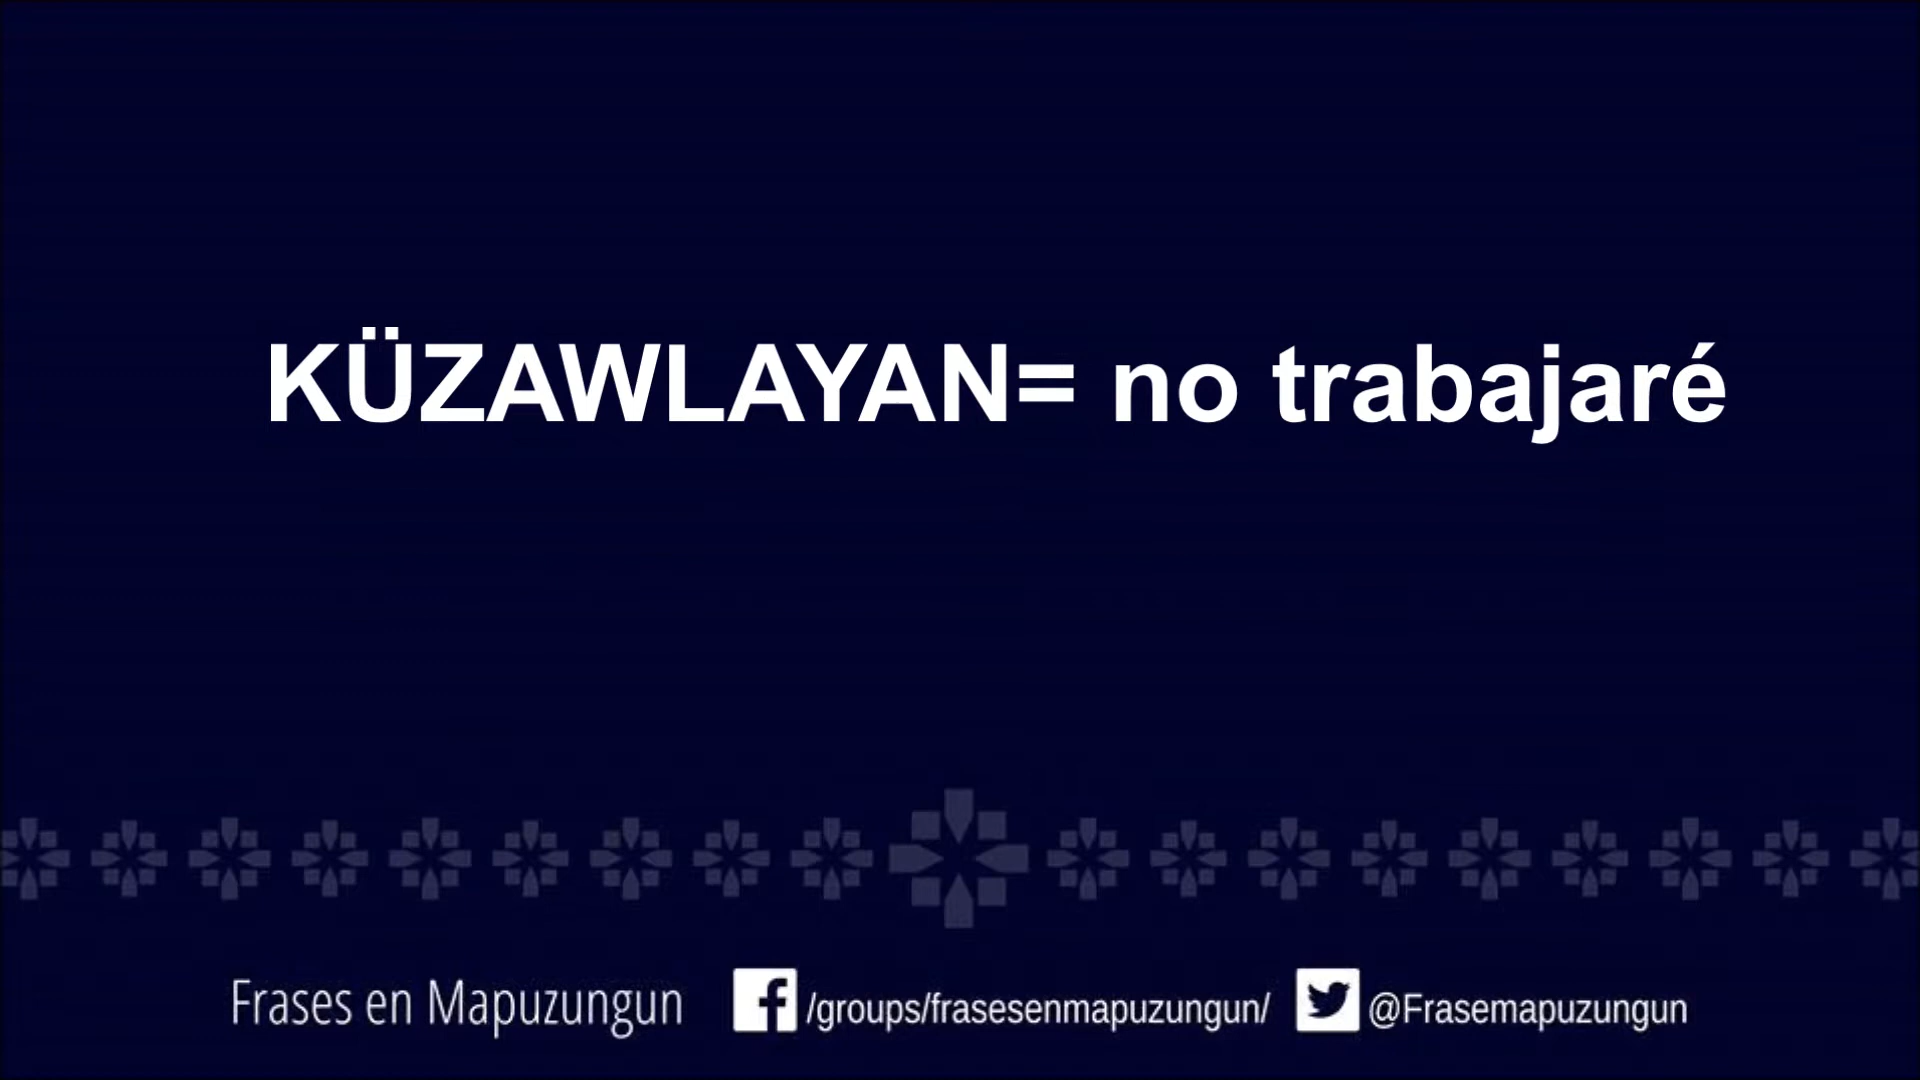 KÜZAWLAYAN= no trabajaré
Frases en Mapuzungun /groups/frasesenmapuzungun/ @Frasemapuzungun